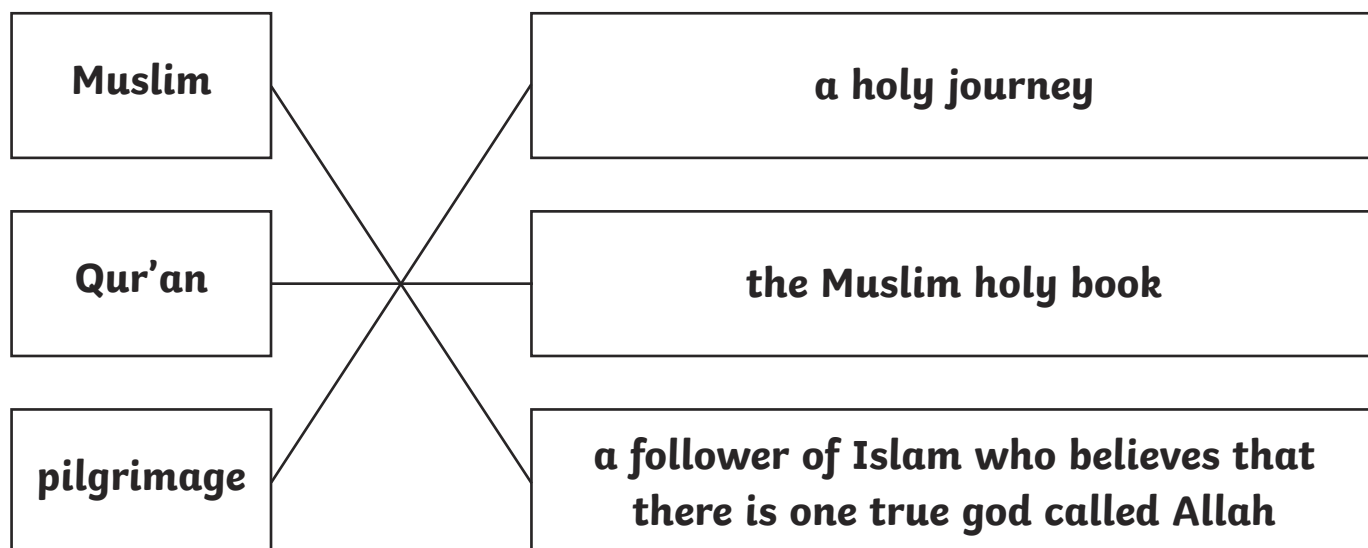 Muslim
a holy journey
Qur’an
the Muslim holy book
pilgrimage
a follower of Islam who believes that
there is one true god called Allah